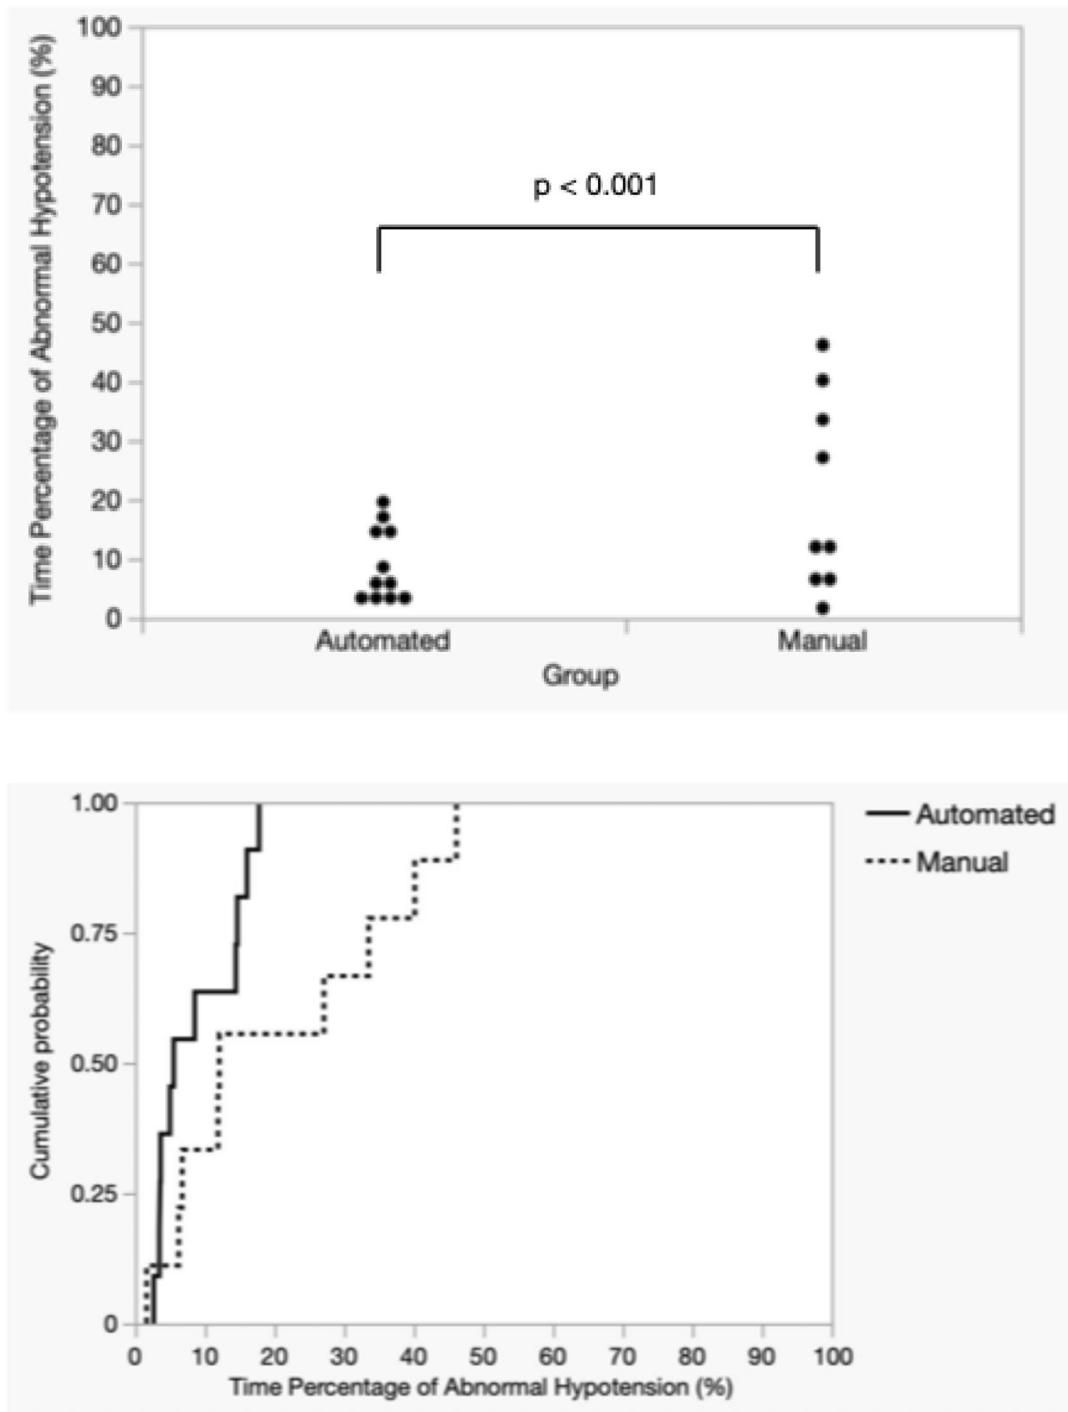 Time Percentage of Abnormal Hypotension (%)
100
90
80
70
60
50
40
30
20
10
0
p < 0.001
Automated
Manual
Group
Cumulative probability
1.00
0.75
0.50
0.25
0
0 10 20 30 40 50 60 70 80 90 100
Time Percentage of Abnormal Hypotension (%)
Automated
Manual